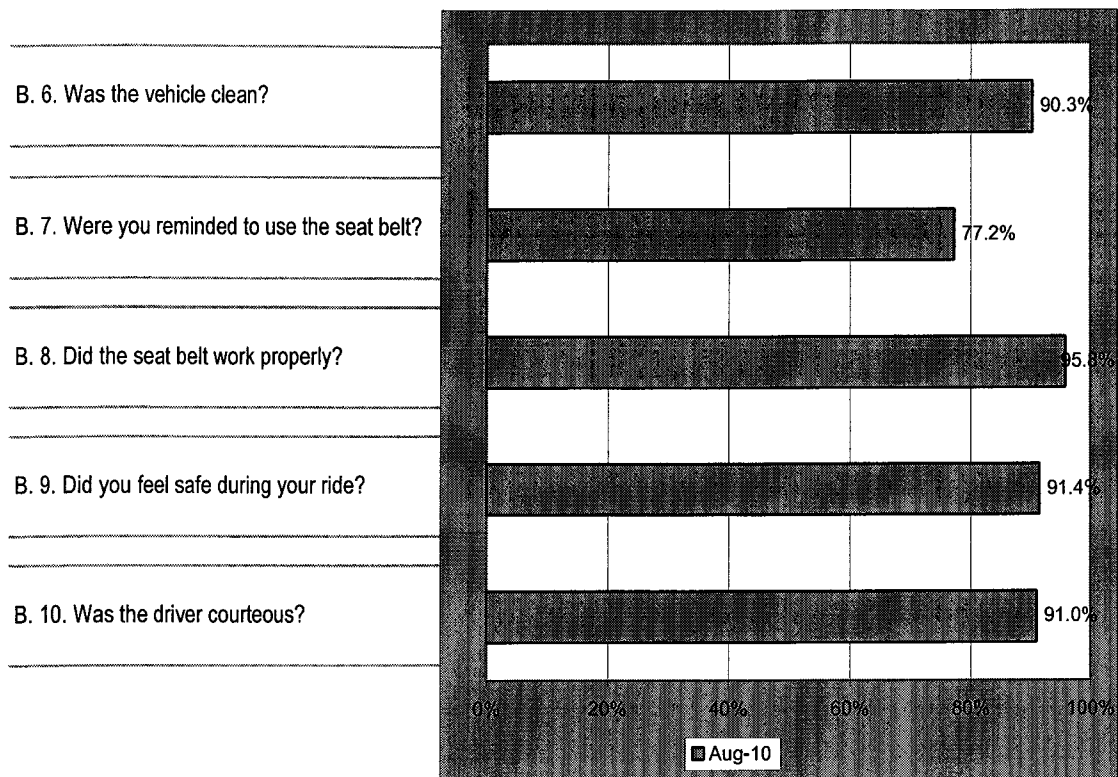 B. 6. Was the vehicle clean?
90.3%
B. 7. Were you reminded to use the seat belt?
77.2%
B. 8. Did the seat belt work properly?
95.8%
B. 9. Did you feel safe during your ride?
91.4%
B. 10. Was the driver courteous?
91.0%
0% 20% 40% 60% 80% 100%
Aug-10